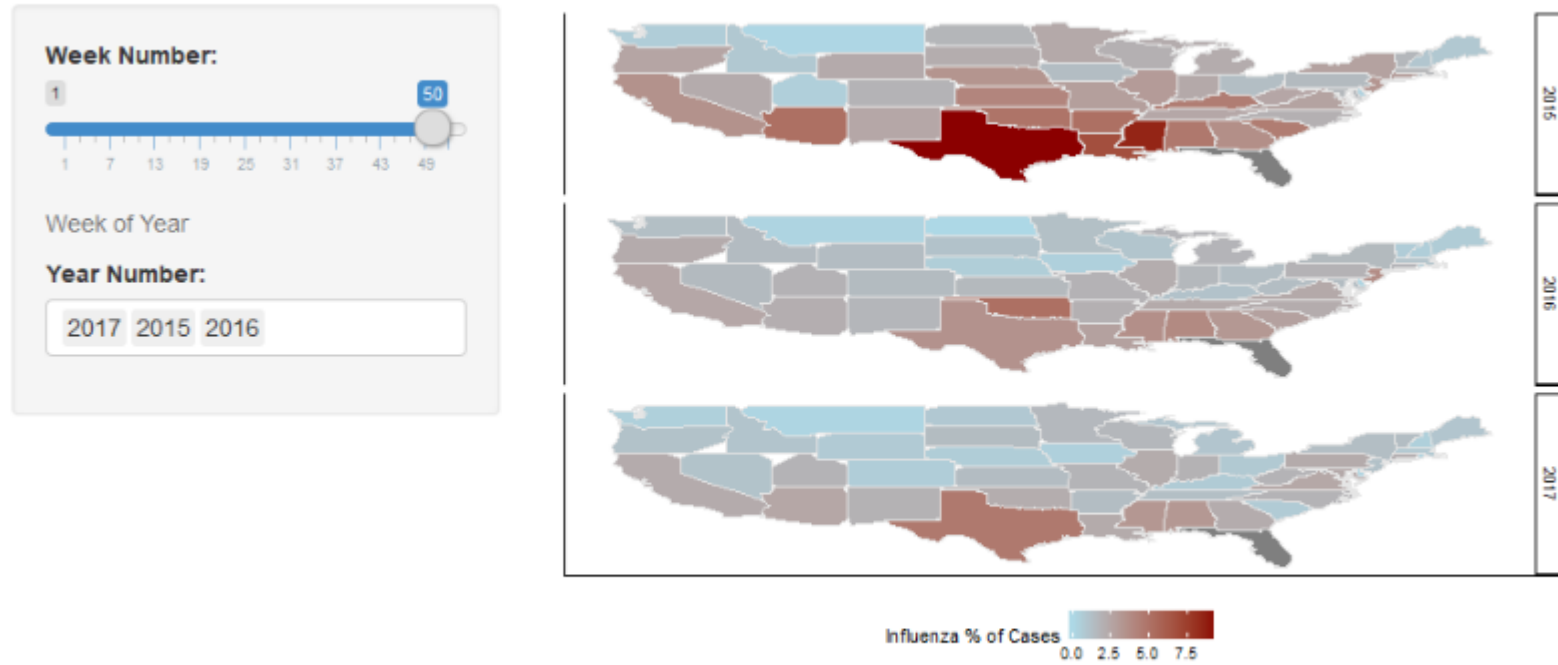 Week Number:
1
50
1 7 13 19 25 31 37 43 49
Week of Year
Year Number:
2017 2015 2016
2015
2016
2017
Influenza % of Cases
0.0 2.5 5.0 7.5